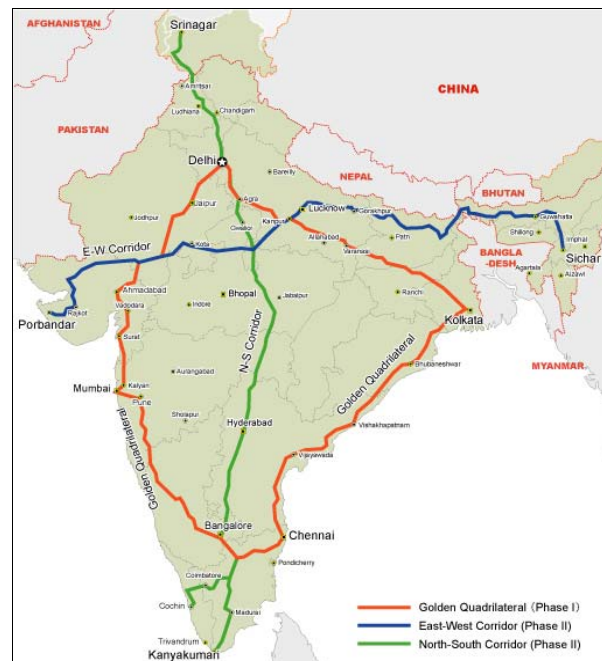 AFGHANISTAN
Srinagar
Amritsar
Ludhiana
Chandigarh
CHINA
PAKISTAN
Delhi
NEPAL
Bareilly
BHUTAN
Jaipur
Agra
Lucknow
Jodhpur
Kanpur
Gorakhpur
Guwahati
Gwalior
Shillong
E-W Corridor
Kota
Allahabad
Varanasi
Path
Imphal
BANGLA
-DESH
Sichar
Agartala
Aizawl
Ahmadabad
Bhopal
Jabalpur
Ranchi
Rajkot
Vadodara
Indore
Porbandar
Kolkata
Surat
N-S Corridor
MYANMAR
Bhubaneshwar
Mumbai
Kalyan
Aurangabad
Pune
Golden Quadrilateral
Sholapur
Vishakhapatnam
Hyderabad
Golden Quadrilateral
Vijayawada
Bangalore
Chennai
Coimbatore
Pondicherry
Cochin
Madurai
Golden Quadrilateral (Phase I)
East-West Corridor (Phase II)
Trivandrum
North-South Corridor (Phase II)
Kanyakumari